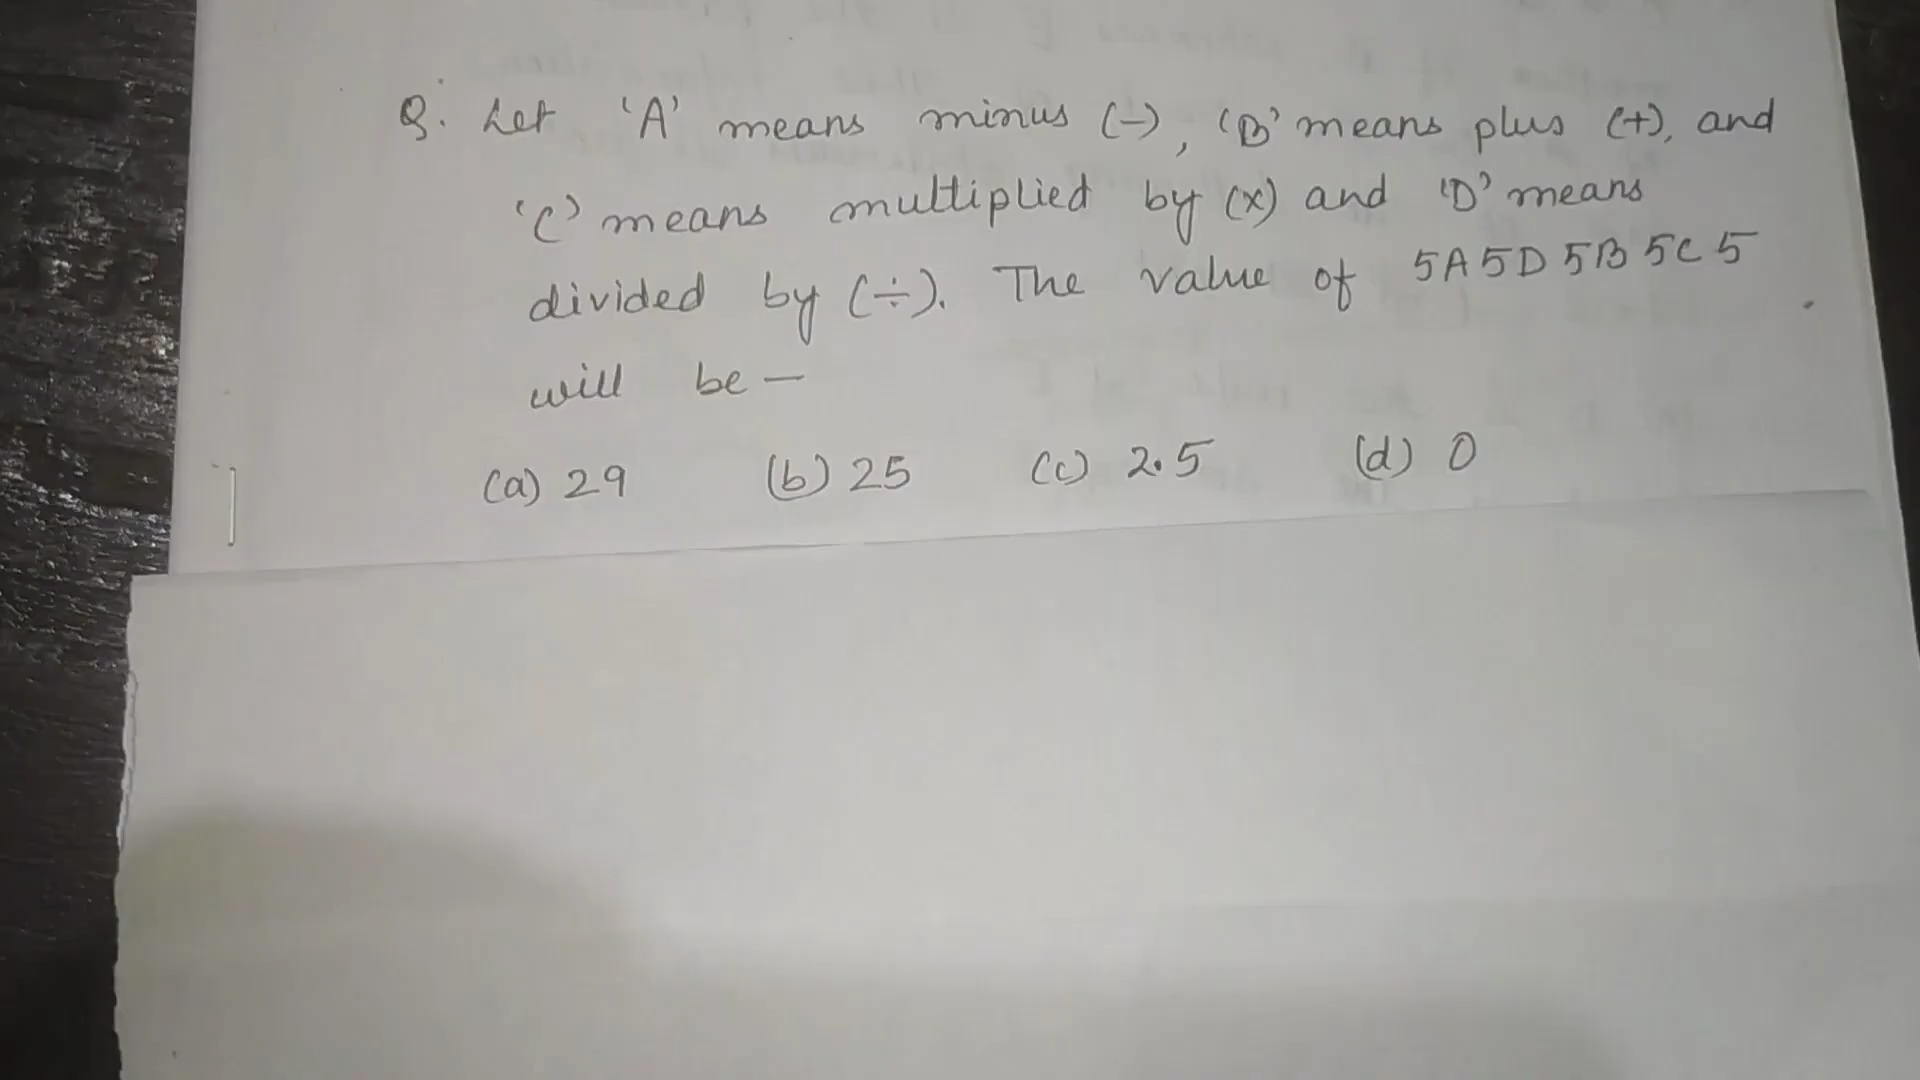 Q. Let 'A' means minus (-), 'B' means plus (+), and
'C' means multiplied by (x) and 'D' means
divided by (÷). The value of 5A5D5B5C5
will be —
(a) 29 (b) 25 (c) 2.5 (d) 0